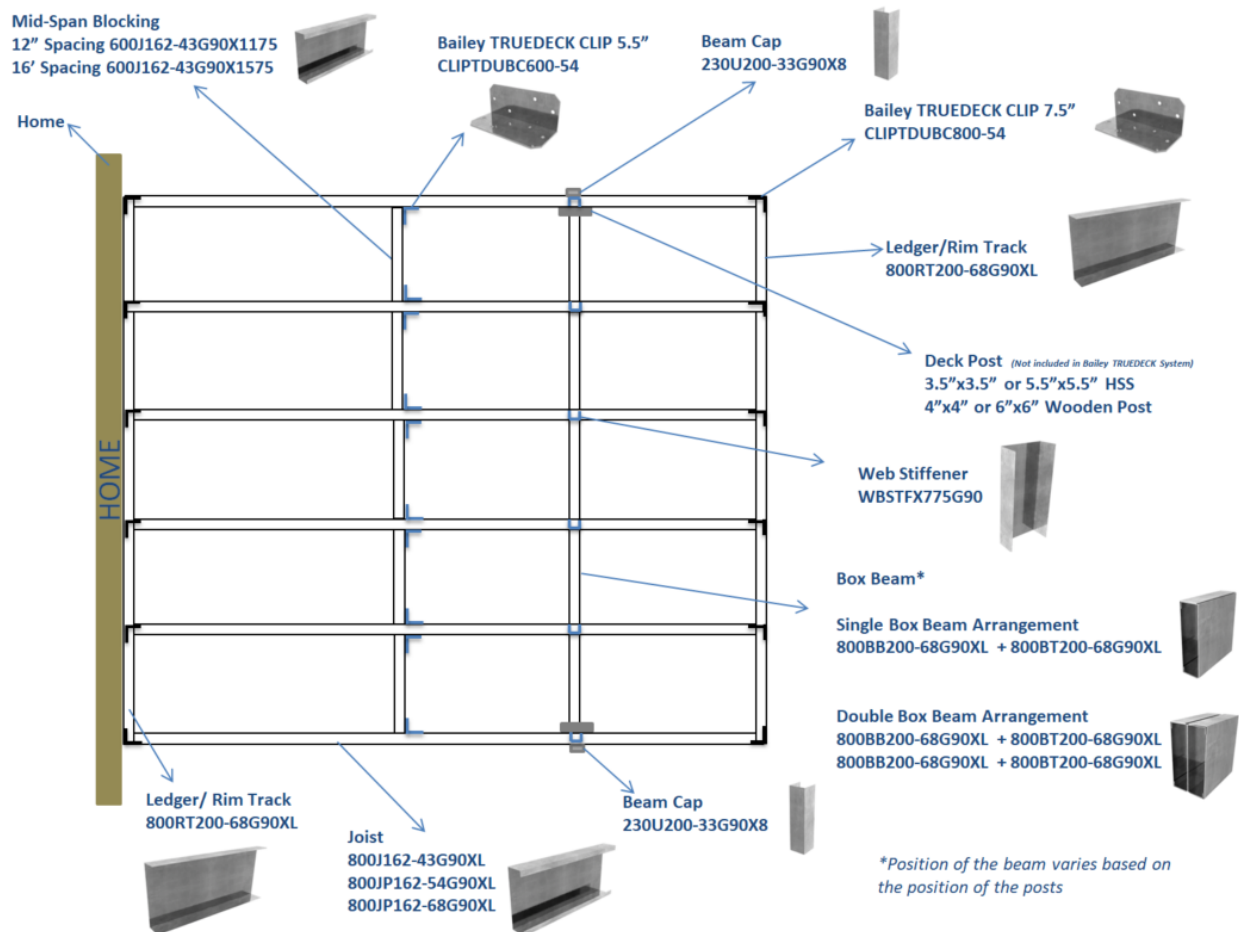 Mid-Span Blocking
12” Spacing 600J162-43G90X1175
16’ Spacing 600J162-43G90X1575
Bailey TRUEDECK CLIP 5.5”
CLIPTDUBC600-54
Beam Cap
230U200-33G90X8
Bailey TRUEDECK CLIP 7.5”
CLIPTDUBC800-54
Home
HOME
Ledger/Rim Track
800RT200-68G90XL
Deck Post (Not included in Bailey TRUEDECK System)
3.5”x3.5” or 5.5”x5.5” HSS
4”x4” or 6”x6” Wooden Post
Web Stiffener
WBSTFX775G90
Box Beam*
Single Box Beam Arrangement
800BB200-68G90XL + 800BT200-68G90XL
Double Box Beam Arrangement
800BB200-68G90XL + 800BT200-68G90XL
800BB200-68G90XL + 800BT200-68G90XL
Ledger/ Rim Track
800RT200-68G90XL
Joist
800J162-43G90XL
800JP162-54G90XL
800JP162-68G90XL
Beam Cap
230U200-33G90X8
*Position of the beam varies based on
the position of the posts